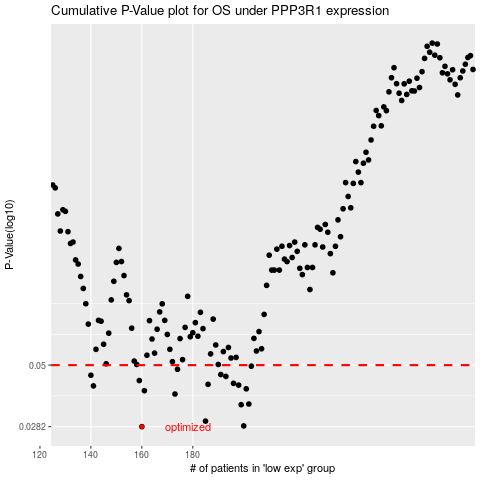 Cumulative P-Value plot for OS under PPP3R1 expression
P-Value(log10)
0.05
0.0282
optimized
120 140 160 180
# of patients in 'low exp' group